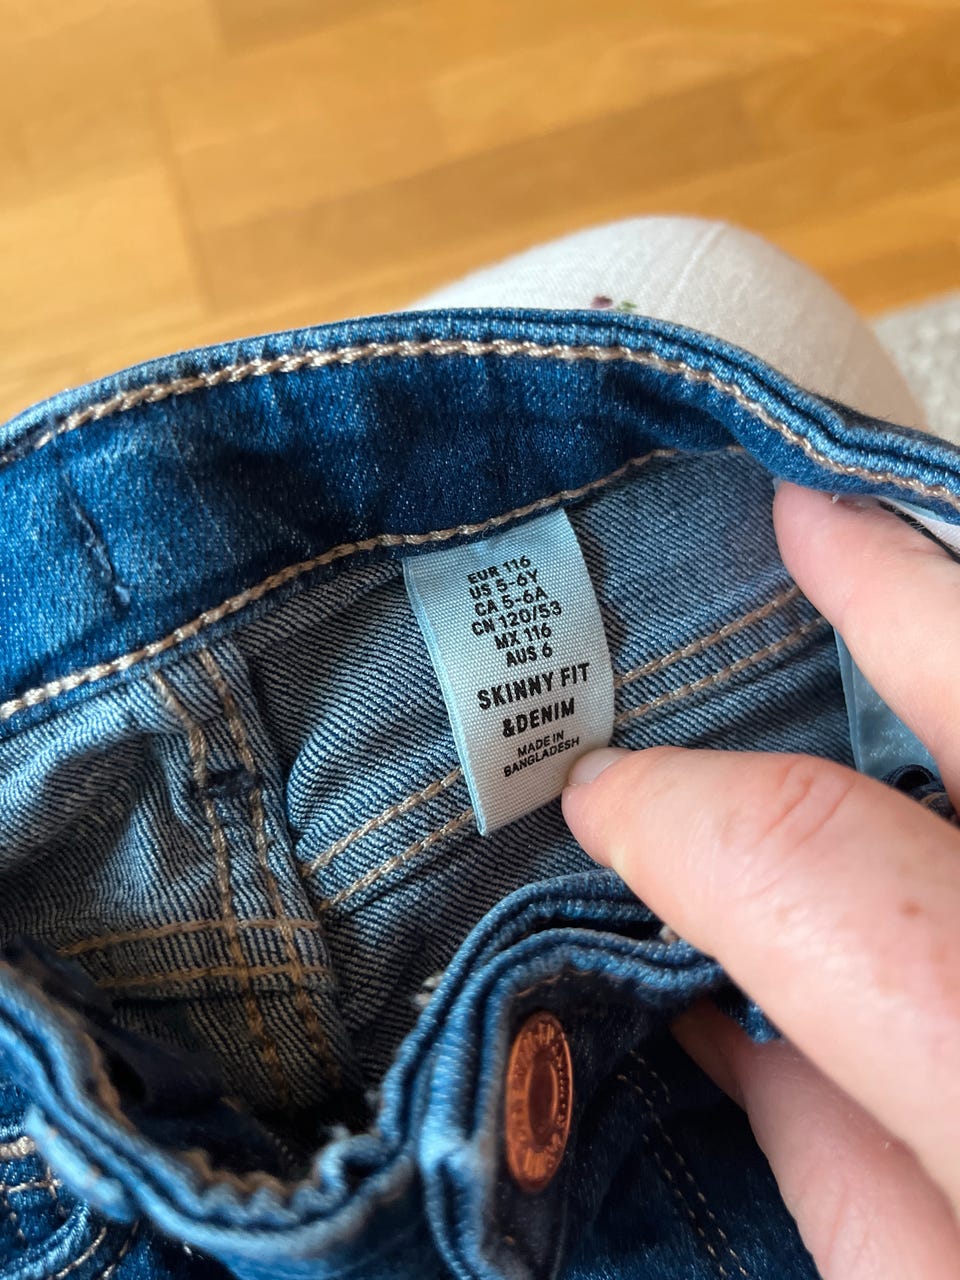 EUR 116
US 5-6Y
CA 5-6A
CN 120/53
MX 116
AUS 6
SKINNY FIT
&DENIM
MADE IN
BANGLADESH